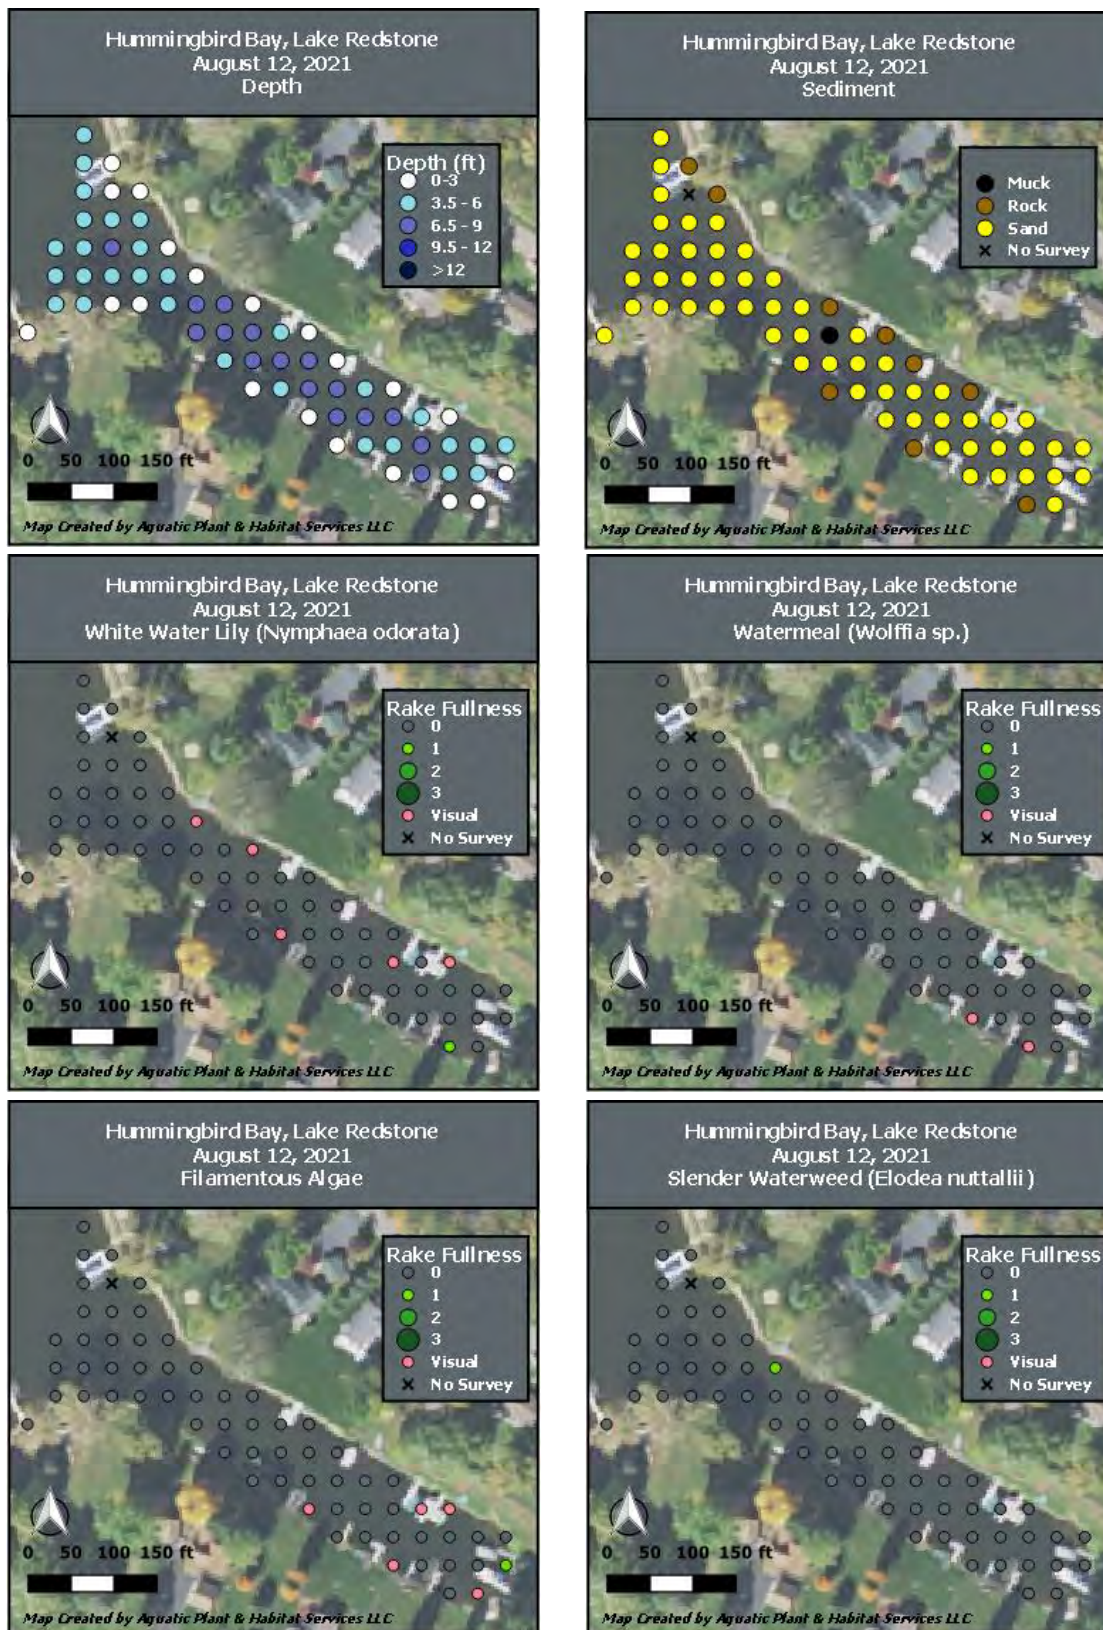 Hummingbird Bay, Lake Redstone
August 12, 2021
Depth
Depth (ft)
0-3
3.5 - 6
6.5 - 9
9.5 - 12
>12
0 50 100 150 ft
Map Created by Aquatic Plant & Habitat Services LLC
Hummingbird Bay, Lake Redstone
August 12, 2021
Sediment
Muck
Rock
Sand
No Survey
0 50 100 150 ft
Map Created by Aquatic Plant & Habitat Services LLC
Hummingbird Bay, Lake Redstone
August 12, 2021
White Water Lily (Nymphaea odorata)
Rake Fullness
0
1
2
3
Visual
No Survey
0 50 100 150 ft
Map Created by Aquatic Plant & Habitat Services LLC
Hummingbird Bay, Lake Redstone
August 12, 2021
Watermeal (Wolffia sp.)
Rake Fullness
0
1
2
3
Visual
No Survey
0 50 100 150 ft
Map Created by Aquatic Plant & Habitat Services LLC
Hummingbird Bay, Lake Redstone
August 12, 2021
Filamentous Algae
Rake Fullness
0
1
2
3
Visual
No Survey
0 50 100 150 ft
Map Created by Aquatic Plant & Habitat Services LLC
Hummingbird Bay, Lake Redstone
August 12, 2021
Slender Waterweed (Elodea nuttallii)
Rake Fullness
0
1
2
3
Visual
No Survey
0 50 100 150 ft
Map Created by Aquatic Plant & Habitat Services LLC